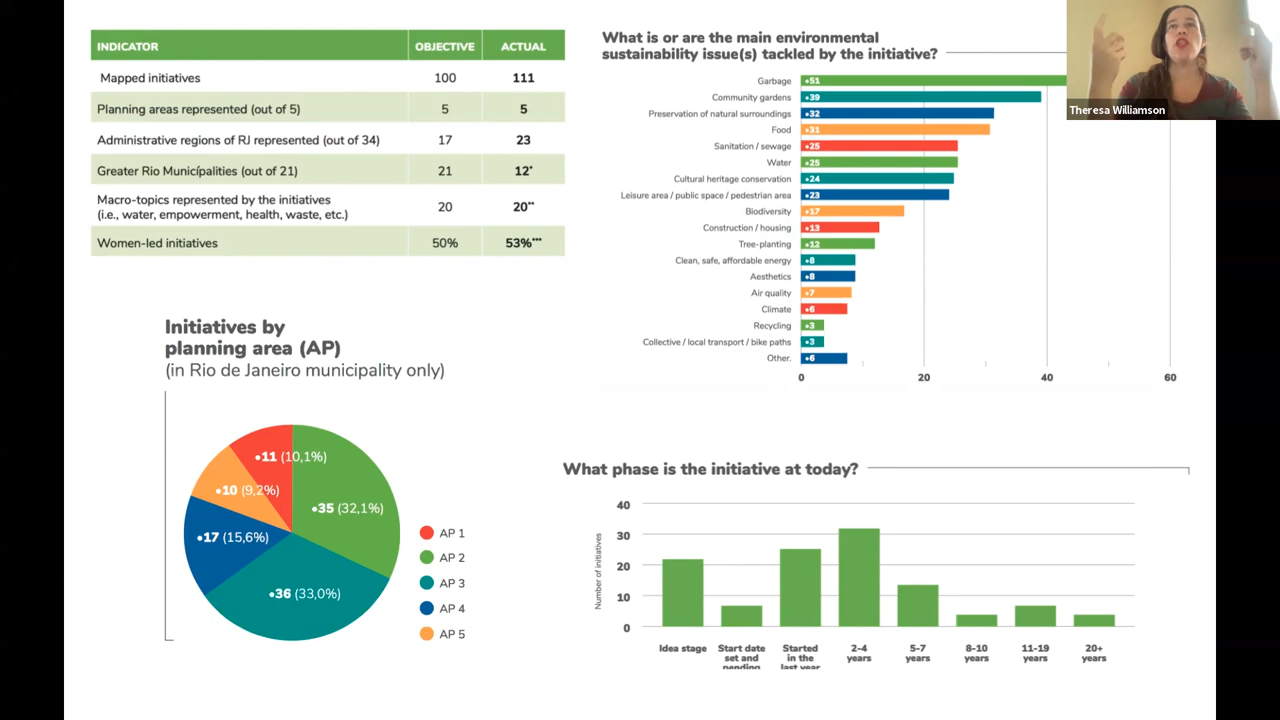 INDICATOR OBJECTIVE ACTUAL
Mapped initiatives 100 111
Planning areas represented (out of 5) 5 5
Administrative regions of RJ represented (out of 34) 17 23
Greater Rio Municípalities (out of 21) 21 12*
Macro-topics represented by the initiatives
(i.e., water, empowerment, health, waste, etc.) 20 20**
Women-led initiatives 50% 53%***
What is or are the main environmental
sustainability issue(s) tackled by the initiative?
Garbage •51
Community gardens •39
Preservation of natural surroundings •32
Food •31
Sanitation / sewage •25
Water •25
Cultural heritage conservation •24
Leisure area / public space / pedestrian area •23
Biodiversity •17
Construction / housing •13
Tree-planting •12
Clean, safe, affordable energy •8
Aesthetics •8
Air quality •7
Climate •6
Recycling •3
Collective / local transport / bike paths •3
Other. •6
0 20 40 60
Theresa Williamson
Initiatives by
planning area (AP)
(in Rio de Janeiro municipality only)
•11 (10,1%)
•10 (9,2%)
•35 (32,1%)
•17 (15,6%)
•36 (33,0%)
AP 1
AP 2
AP 3
AP 4
AP 5
What phase is the initiative at today?
Number of initiatives
40
30
20
10
0
Idea stage
Start date
set and
pending
Started
in the
last year
2-4
years
5-7
years
8-10
years
11-19
years
20+
years